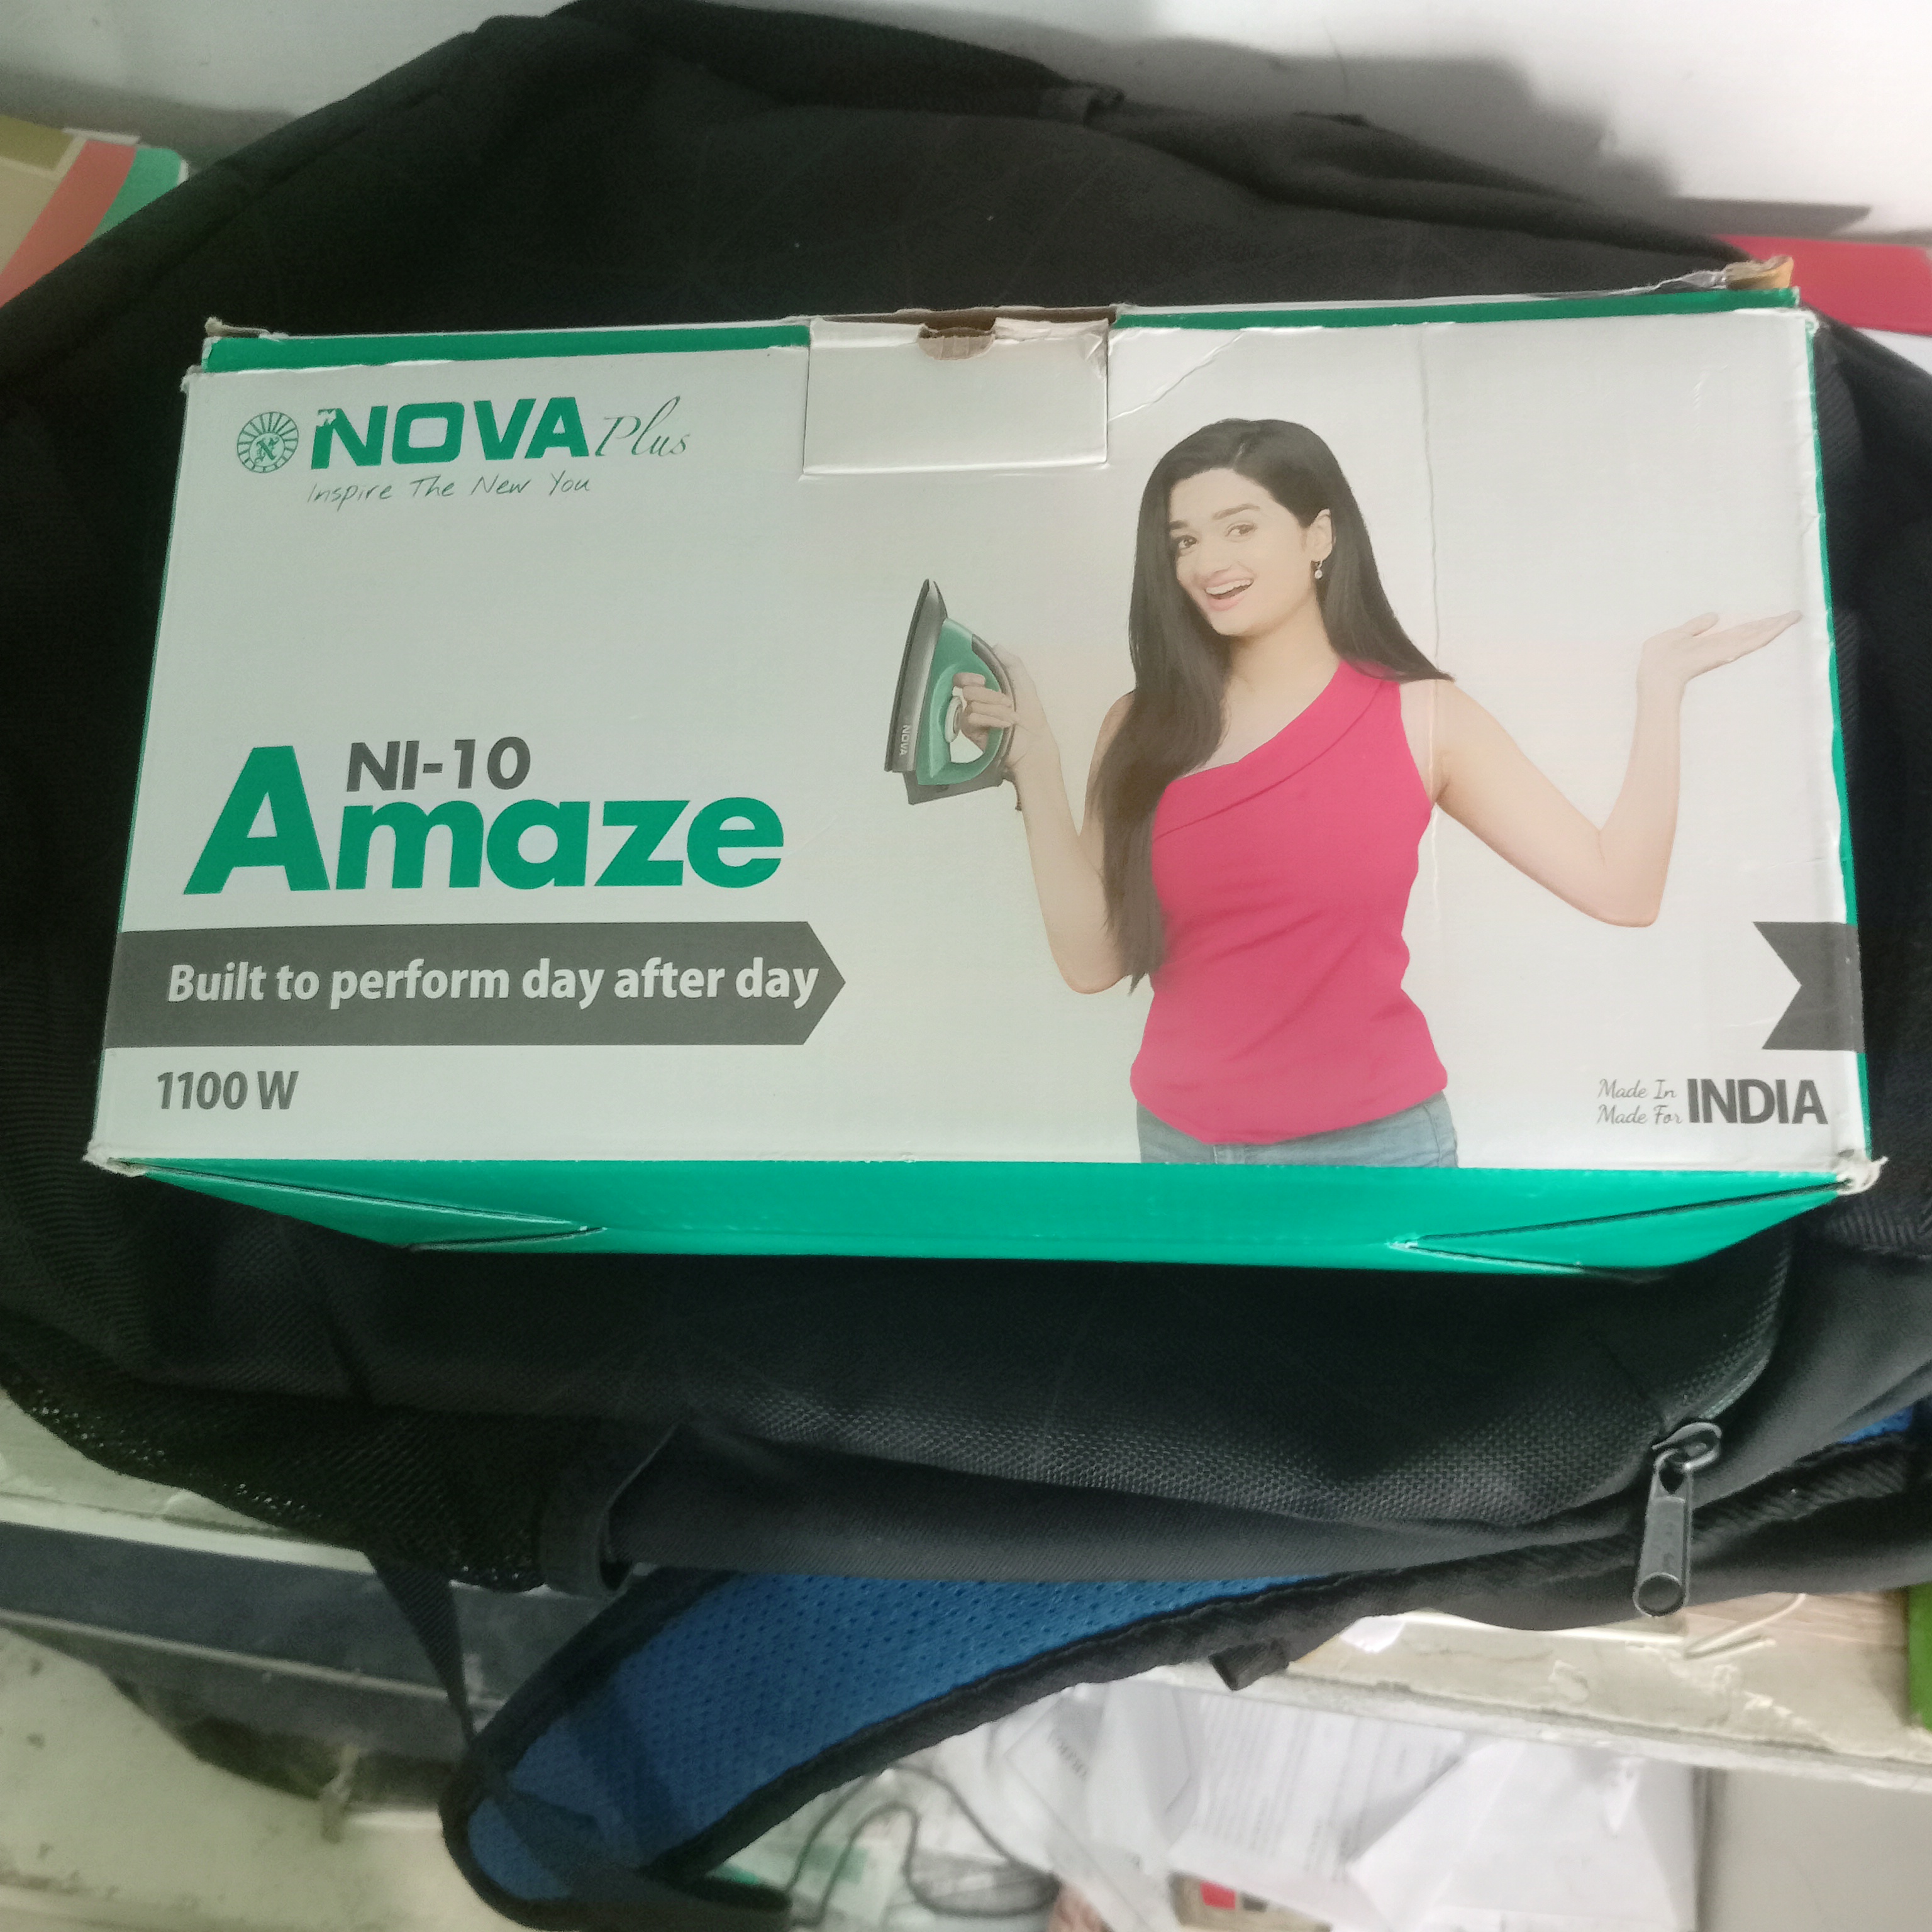 NOVA Plus
Inspire The New You
NOVA
NI-10
Amaze
Built to perform day after day
1100 W
Made In
Made For INDIA